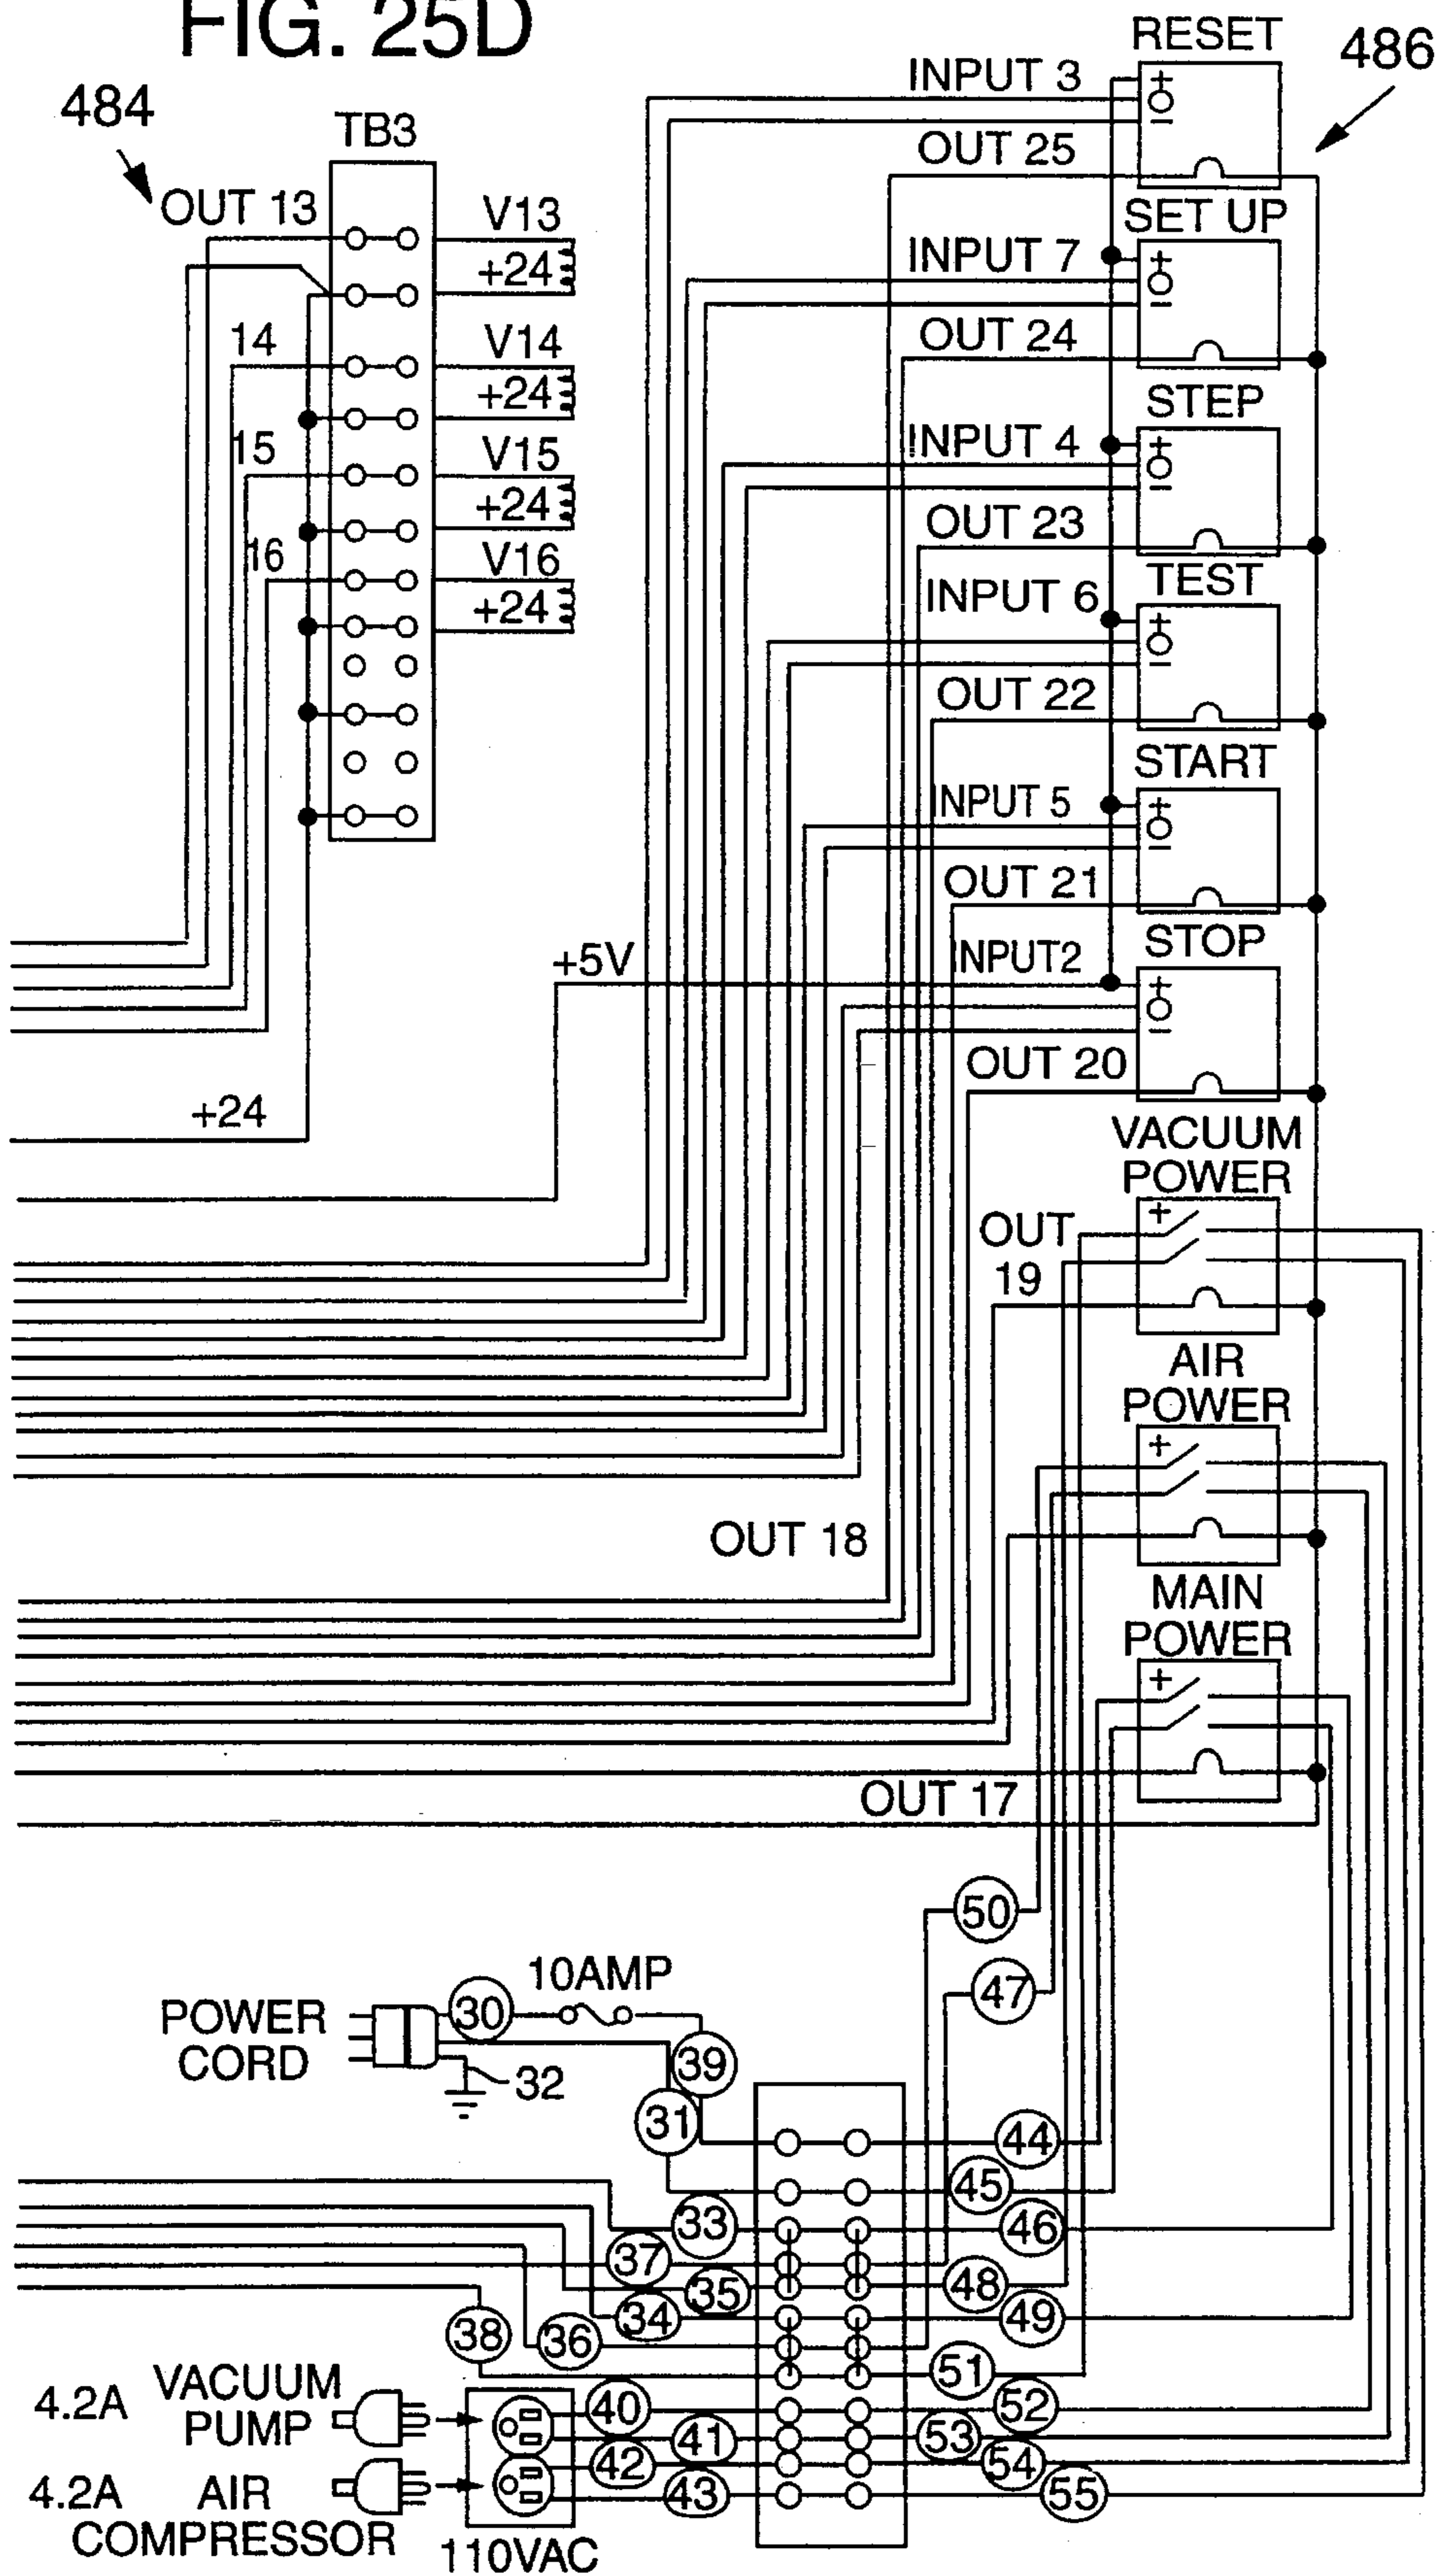 FIG. 25D
484
TB3
OUT 13
V13
+24
14
V14
+24
15
V15
+24
16
V16
+24
+24
+5V
486
RESET
INPUT 3
+
O
–
OUT 25
SET UP
INPUT 7
+
O
–
OUT 24
STEP
INPUT 4
+
O
–
OUT 23
TEST
INPUT 6
+
O
–
OUT 22
START
INPUT 5
+
O
–
OUT 21
STOP
INPUT2
+
O
–
OUT 20
VACUUM
POWER
+
OUT
19
AIR
POWER
+
OUT 18
MAIN
POWER
+
OUT 17
50
47
10AMP
POWER
CORD
30
39
32
31
44
45
33
46
37
48
35
34
49
38
36
51
4.2A
VACUUM
PUMP
40
52
41
53
42
54
4.2A
AIR
COMPRESSOR
43
55
110VAC